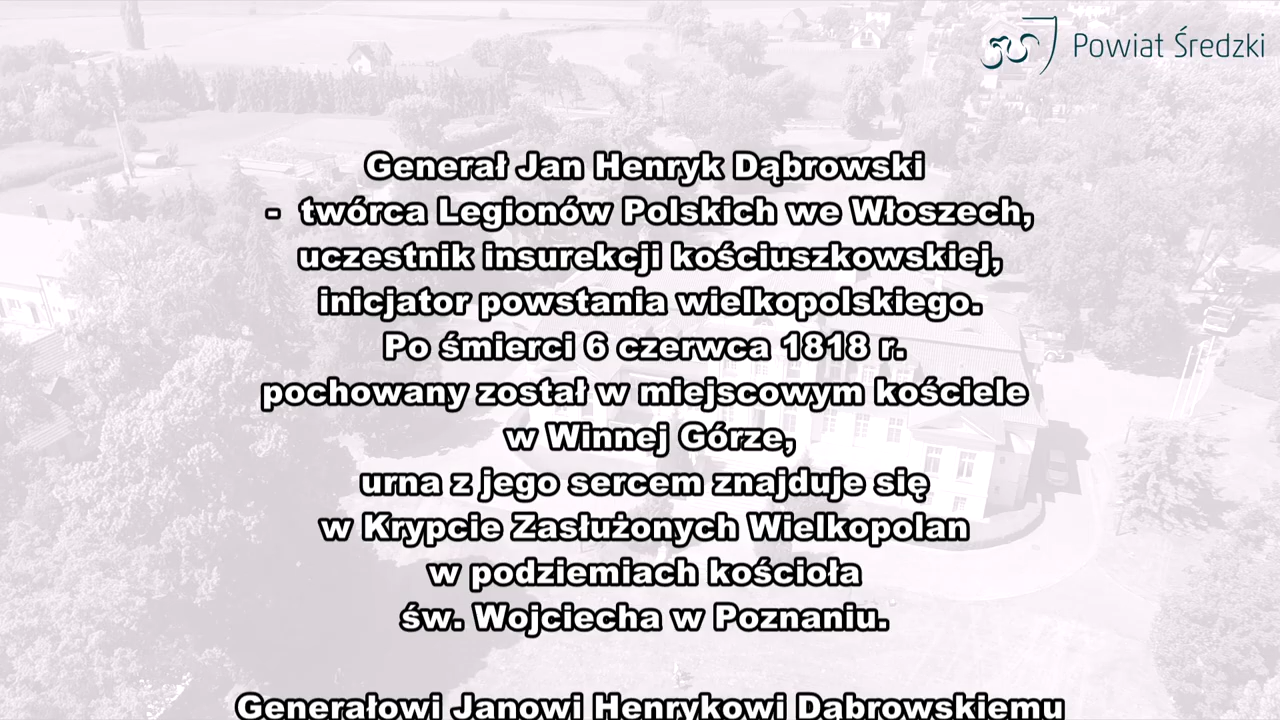 Powiat Średzki
Generał Jan Henryk Dąbrowski
- twórca Legionów Polskich we Włoszech,
uczestnik insurekcji kościuszkowskiej,
inicjator powstania wielkopolskiego.
Po śmierci 6 czerwca 1818 r.
pochowany został w miejscowym kościele
w Winnej Górze,
urna z jego sercem znajduje się
w Krypcie Zasłużonych Wielkopolan
w podziemiach kościoła
św. Wojciecha w Poznaniu.
Generałowi Janowi Henrykowi Dąbrowskiemu